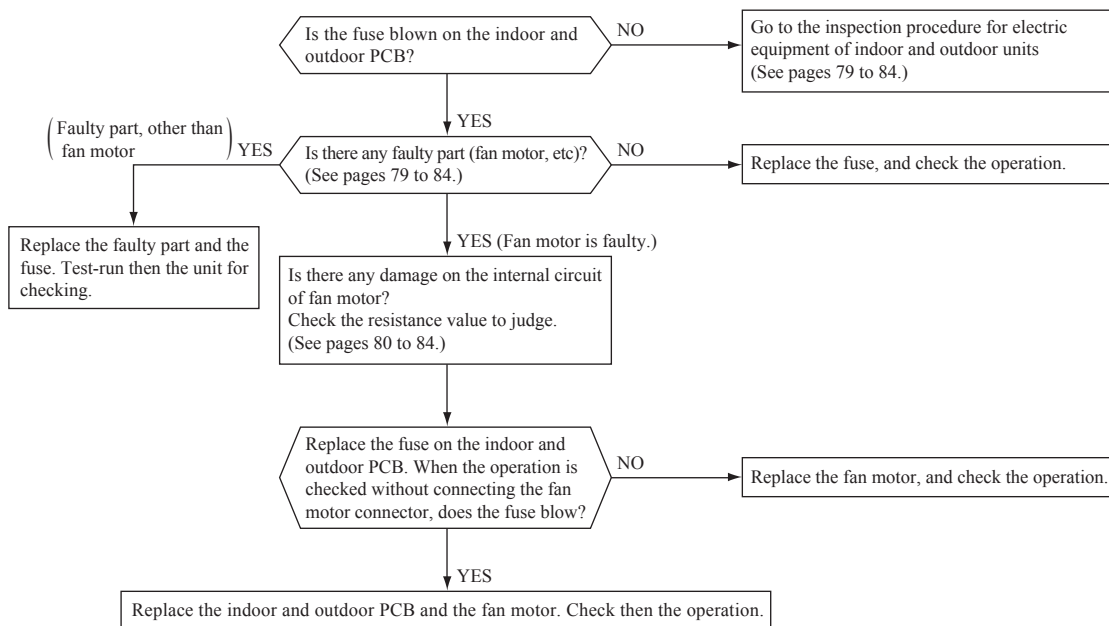 Is the fuse blown on the indoor and
outdoor PCB?
NO
Go to the inspection procedure for electric
equipment of indoor and outdoor units
(See pages 79 to 84.)
YES
(Faulty part, other than
fan motor)
YES
Is there any faulty part (fan motor, etc)?
(See pages 79 to 84.)
NO
Replace the fuse, and check the operation.
Replace the faulty part and the
fuse. Test-run then the unit for
checking.
YES (Fan motor is faulty.)
Is there any damage on the internal circuit
of fan motor?
Check the resistance value to judge.
(See pages 80 to 84.)
Replace the fuse on the indoor and
outdoor PCB. When the operation is
checked without connecting the fan
motor connector, does the fuse blow?
NO
Replace the fan motor, and check the operation.
YES
Replace the indoor and outdoor PCB and the fan motor. Check then the operation.